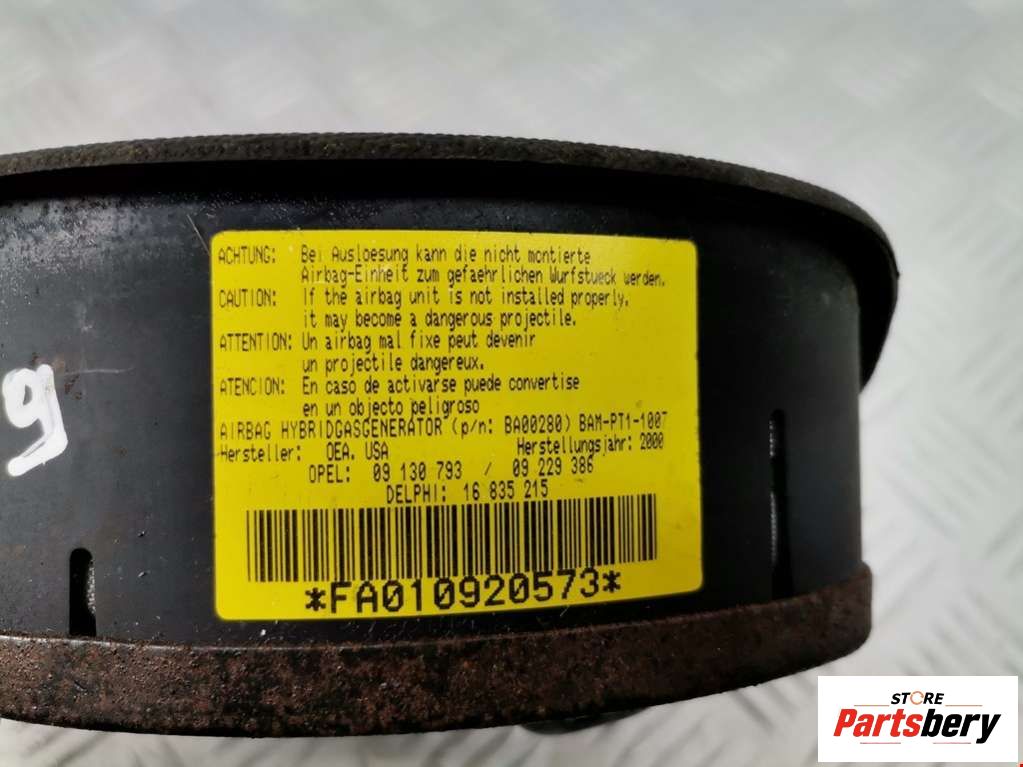 ACHTUNG: Bei Ausloesung kann die nicht montierte
Airbag-Einheit zum gefaehrlichen Wurfstueck werden.
CAUTION: If the airbag unit is not installed properly,
it may become a dangerous projectile.
ATTENTION: Un airbag mal fixe peut devenir
un projectile dangereux.
ATENCION: En caso de activarse puede convertise
en un objecto peligroso
AIRBAG HYBRIDGASGENERATOR (p/n: BA00280) BAM-PT1-1007
Hersteller: OEA. USA Herstellungsjahr: 2000
OPEL: 09 130 793 / 09 229 386
DELPHI: 16 835 215
*FA010920573*
9
STORE
Partsbery